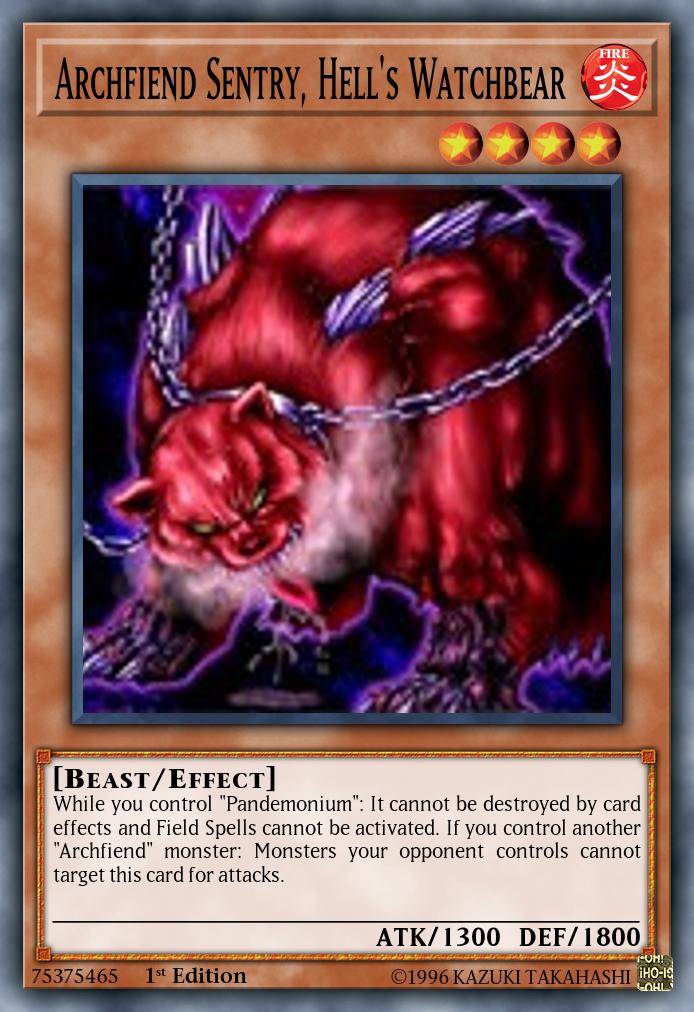 ARCHFIEND SENTRY, HELL'S WATCHBEAR
FIRE
炎
[BEAST/EFFECT]
While you control "Pandemonium": It cannot be destroyed by card
effects and Field Spells cannot be activated. If you control another
"Archfiend" monster: Monsters your opponent controls cannot
target this card for attacks.
ATK/1300 DEF/1800
75375465 1st Edition ©1996 KAZUKI TAKAHASHI